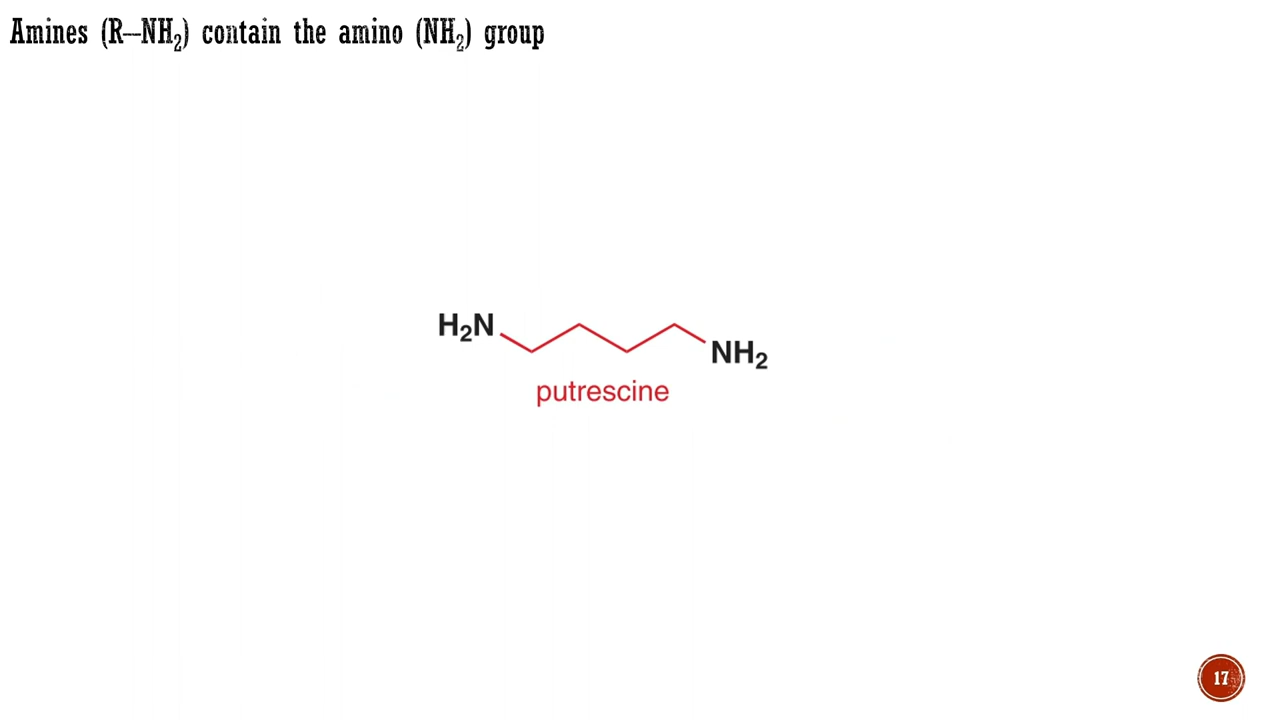 Amines (R–NH₂) contain the amino (NH₂) group
H₂N
NH₂
putrescine
17